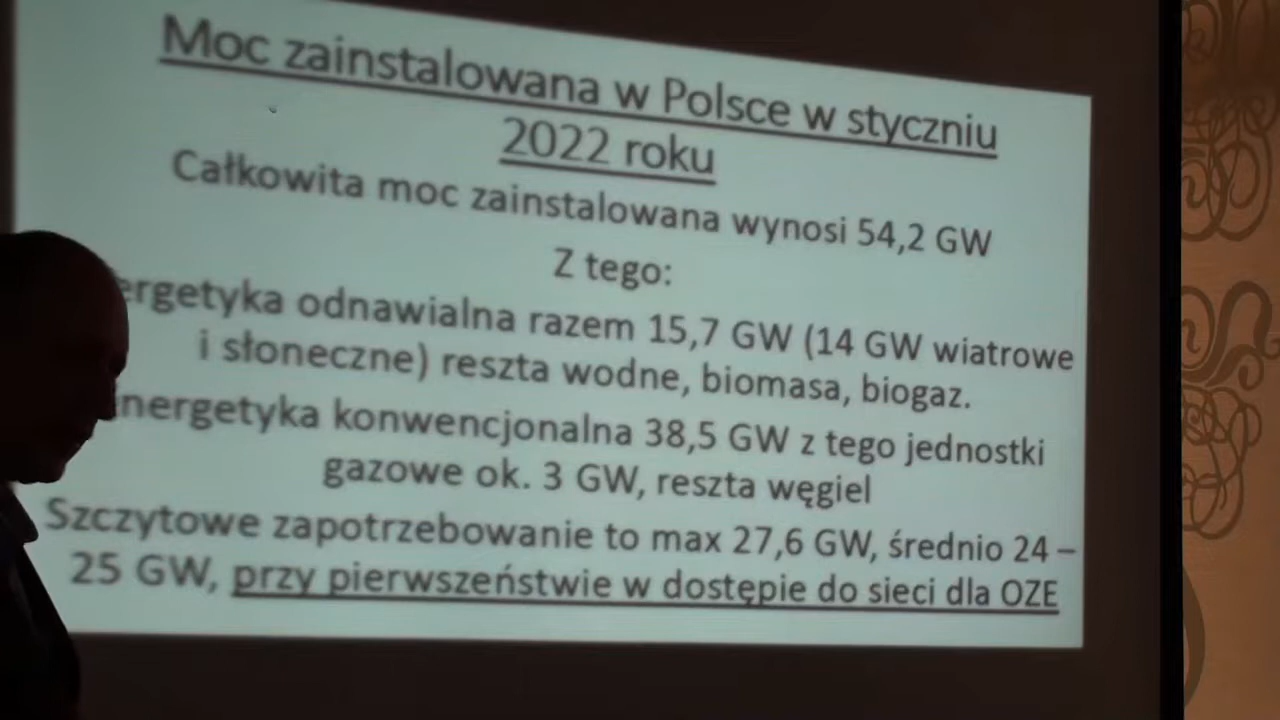 Moc zainstalowana w Polsce w styczniu
2022 roku
Całkowita moc zainstalowana wynosi 54,2 GW
Z tego:
ergetyka odnawialna razem 15,7 GW (14 GW wiatrowe
i słoneczne) reszta wodne, biomasa, biogaz.
nergetyka konwencjonalna 38,5 GW z tego jednostki
gazowe ok. 3 GW, reszta węgiel
Szczytowe zapotrzebowanie to max 27,6 GW, średnio 24 –
25 GW, przy pierwszeństwie w dostępie do sieci dla OZE